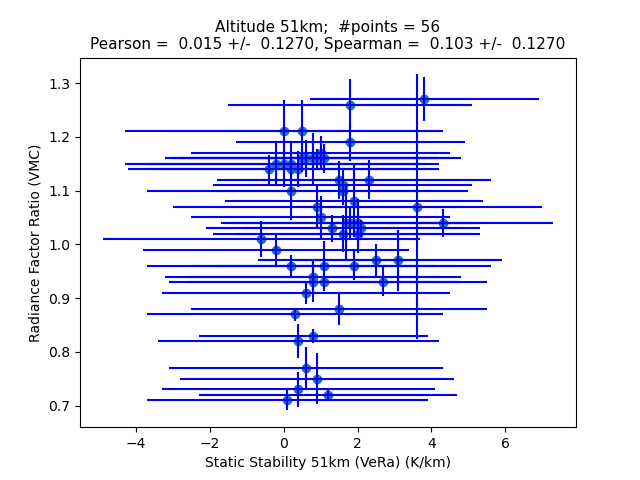 Altitude 51km;  #points = 56
Pearson =  0.015 +/-  0.1270, Spearman =  0.103 +/-  0.1270
Radiance Factor Ratio (VMC)
1.3
1.2
1.1
1.0
0.9
0.8
0.7
−4 −2 0 2 4 6
Static Stability 51km (VeRa) (K/km)